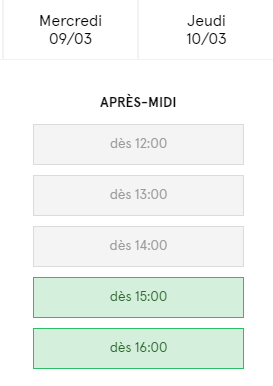 Mercredi
09/03
Jeudi
10/03
APRÈS-MIDI
dès 12:00
dès 13:00
dès 14:00
dès 15:00
dès 16:00